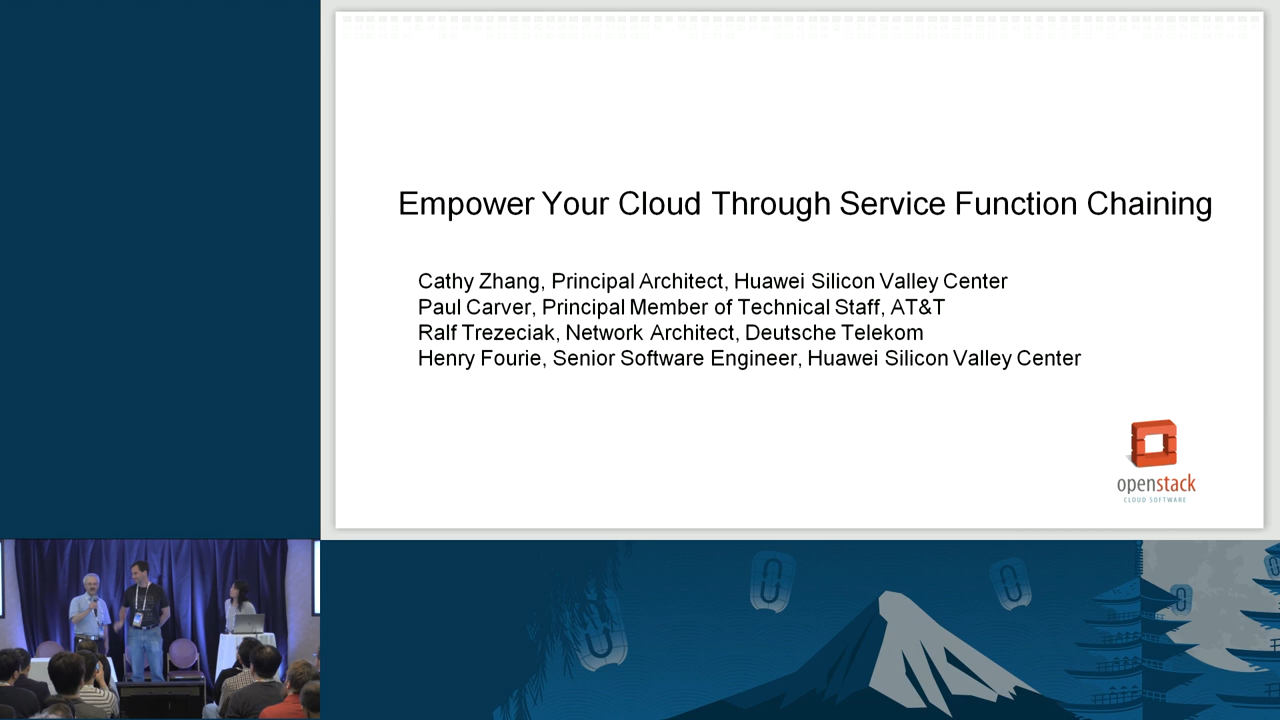 Empower Your Cloud Through Service Function Chaining
Cathy Zhang, Principal Architect, Huawei Silicon Valley Center
Paul Carver, Principal Member of Technical Staff, AT&T
Ralf Trezeciak, Network Architect, Deutsche Telekom
Henry Fourie, Senior Software Engineer, Huawei Silicon Valley Center
openstack
CLOUD SOFTWARE